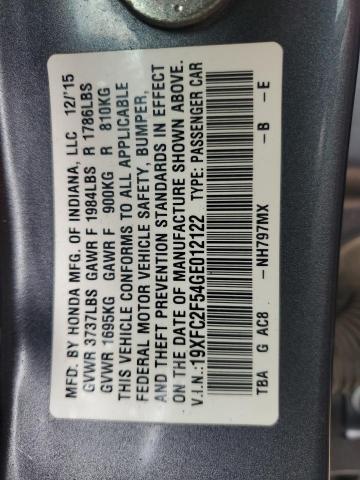 MFD. BY HONDA MFG. OF INDIANA, LLC 12/'15
GVWR 3737LBS GAWR F 1984LBS R 1786LBS
GVWR 1695KG GAWR F 900KG R 810KG
THIS VEHICLE CONFORMS TO ALL APPLICABLE
FEDERAL MOTOR VEHICLE SAFETY, BUMPER,
AND THEFT PREVENTION STANDARDS IN EFFECT
ON THE DATE OF MANUFACTURE SHOWN ABOVE.
V.I.N.:19XFC2F54GE012122 TYPE: PASSENGER CAR
TBA G AC8 -NH797MX -B -E